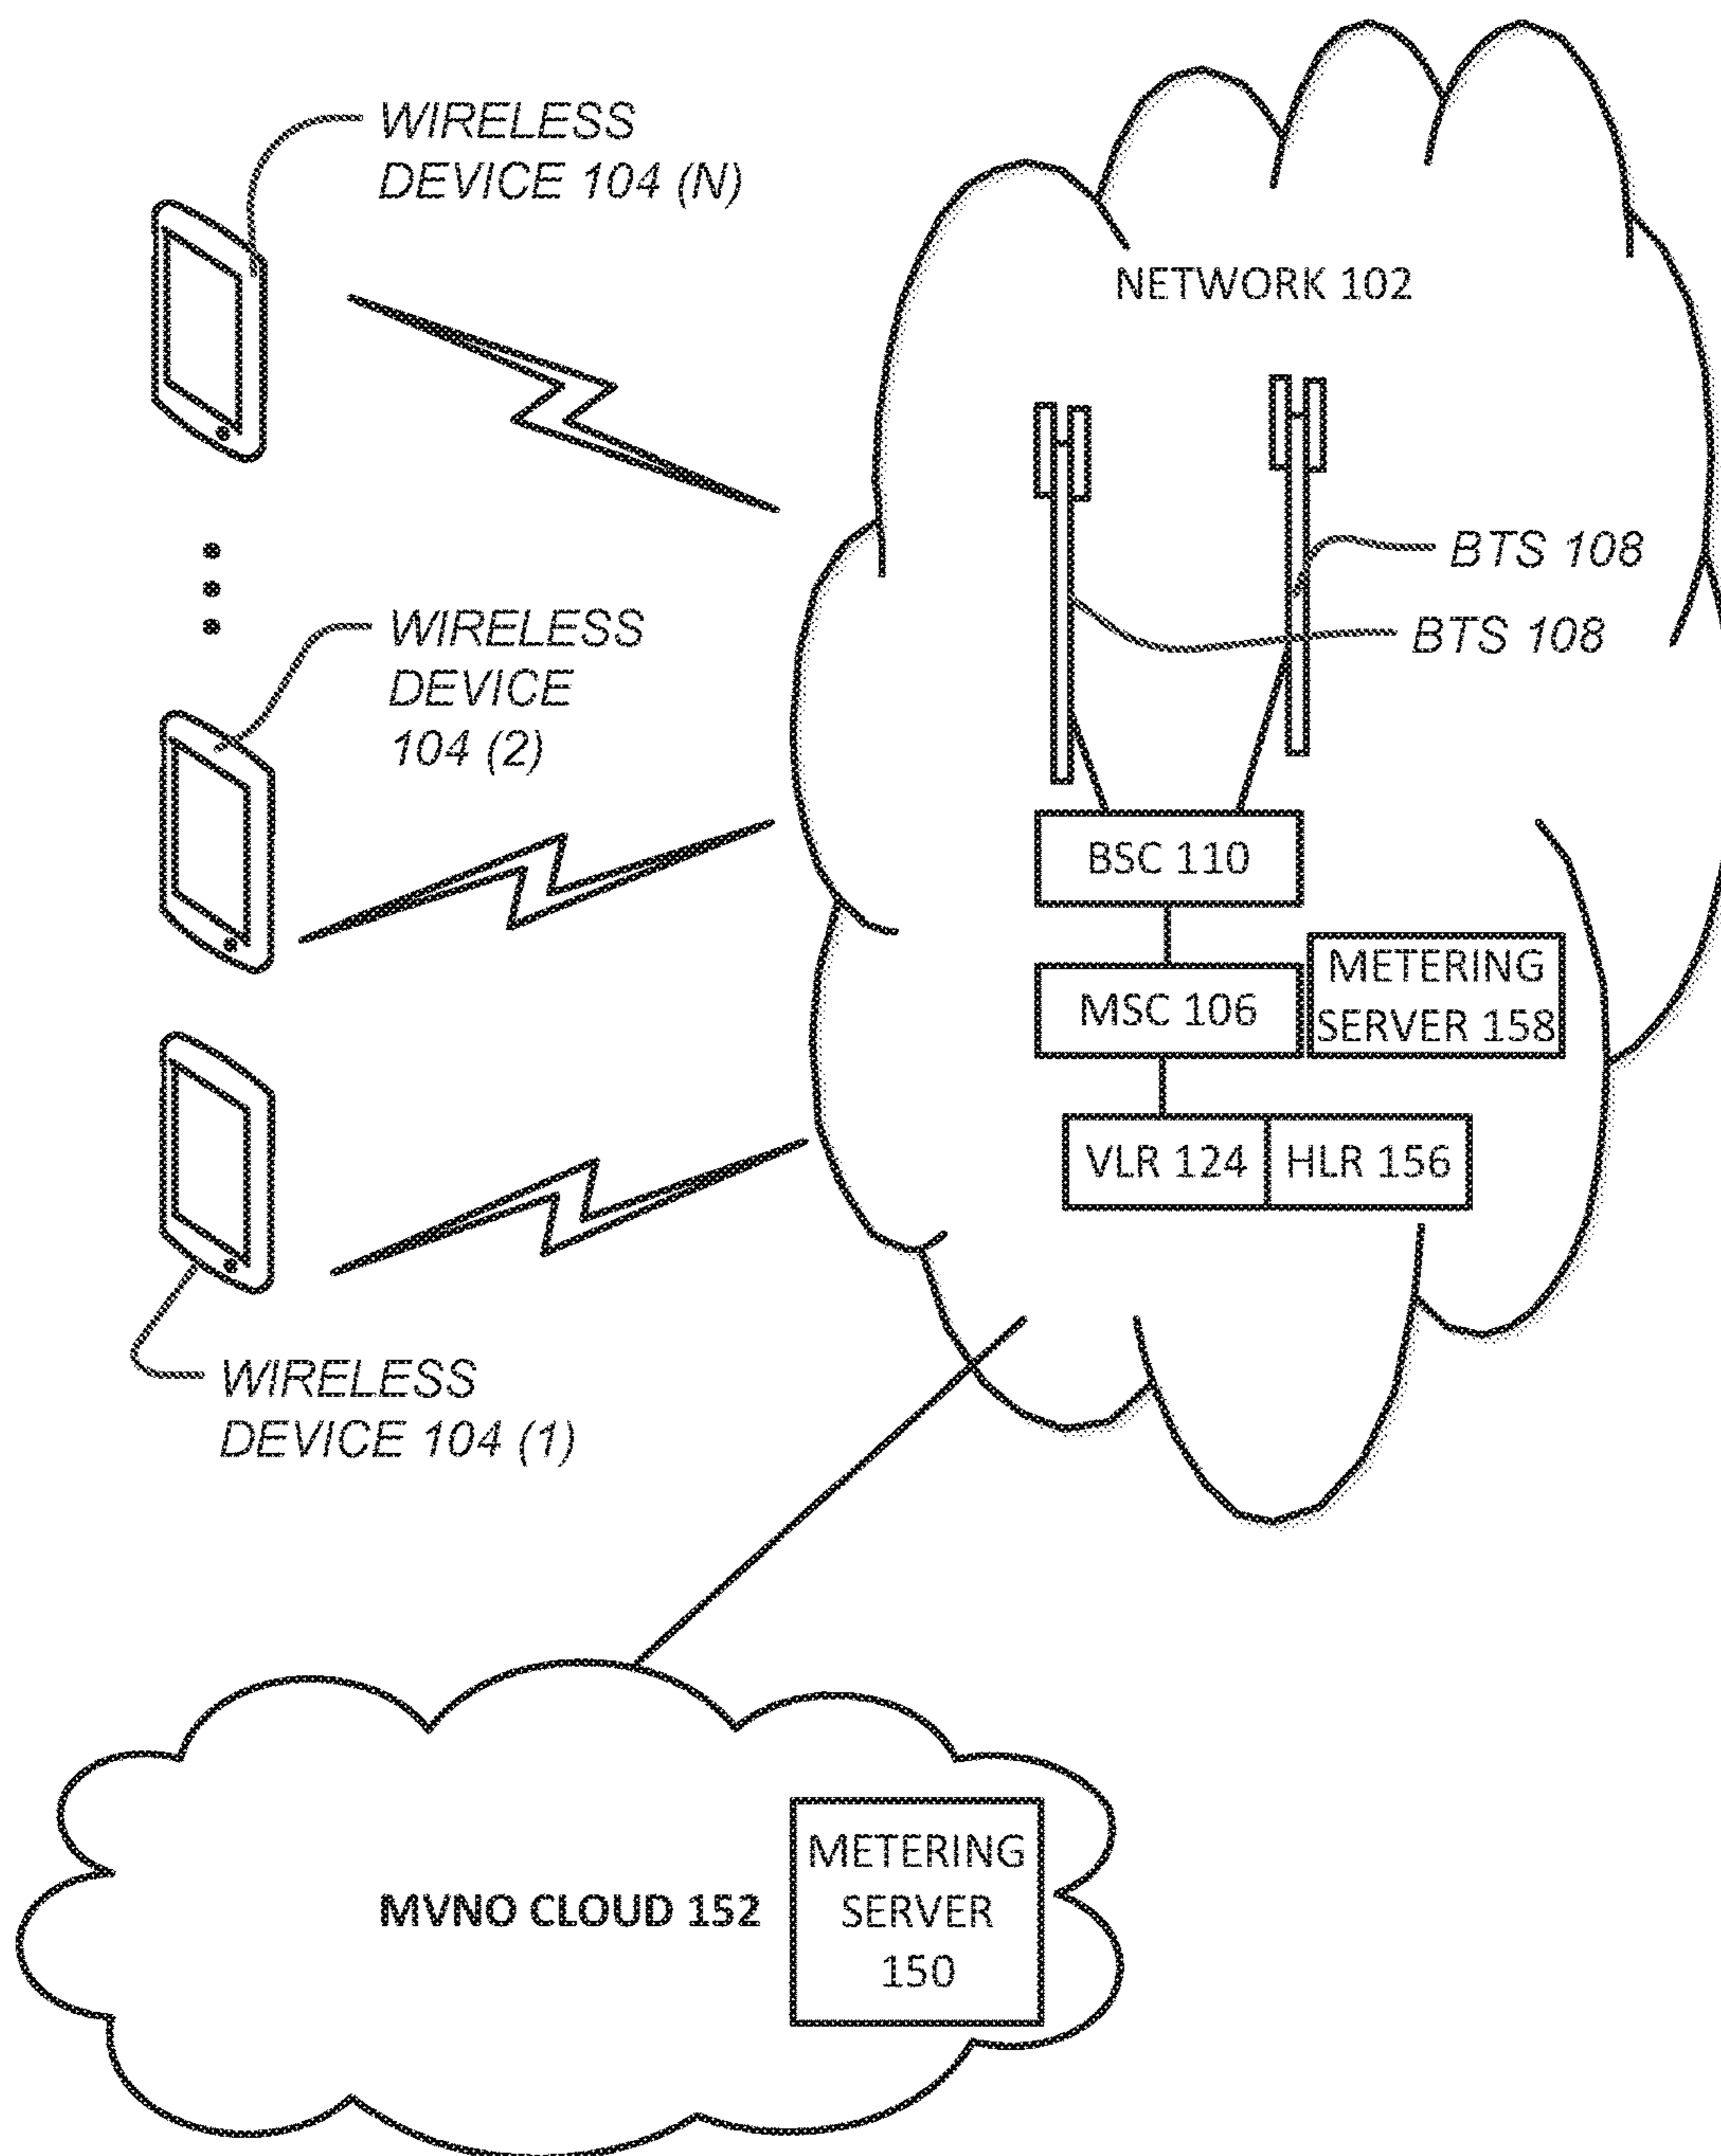 WIRELESS
DEVICE 104 (N)
NETWORK 102
BTS 108
BTS 108
WIRELESS
DEVICE
104 (2)
BSC 110
METERING
SERVER 158
MSC 106
VLR 124
HLR 156
WIRELESS
DEVICE 104 (1)
MVNO CLOUD 152
METERING
SERVER
150